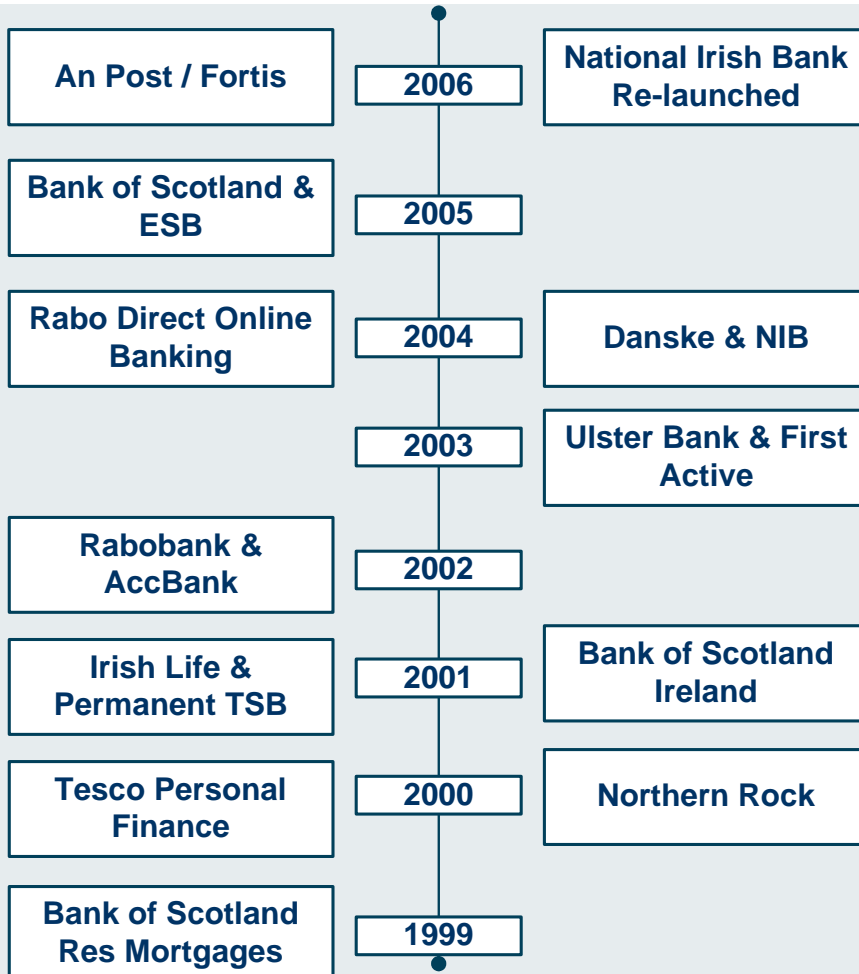 An Post / Fortis
2006
National Irish Bank
Re-launched
Bank of Scotland &
ESB
2005
Rabo Direct Online
Banking
2004
Danske & NIB
2003
Ulster Bank & First
Active
Rabobank &
AccBank
2002
Irish Life &
Permanent TSB
2001
Bank of Scotland
Ireland
Tesco Personal
Finance
2000
Northern Rock
Bank of Scotland
Res Mortgages
1999